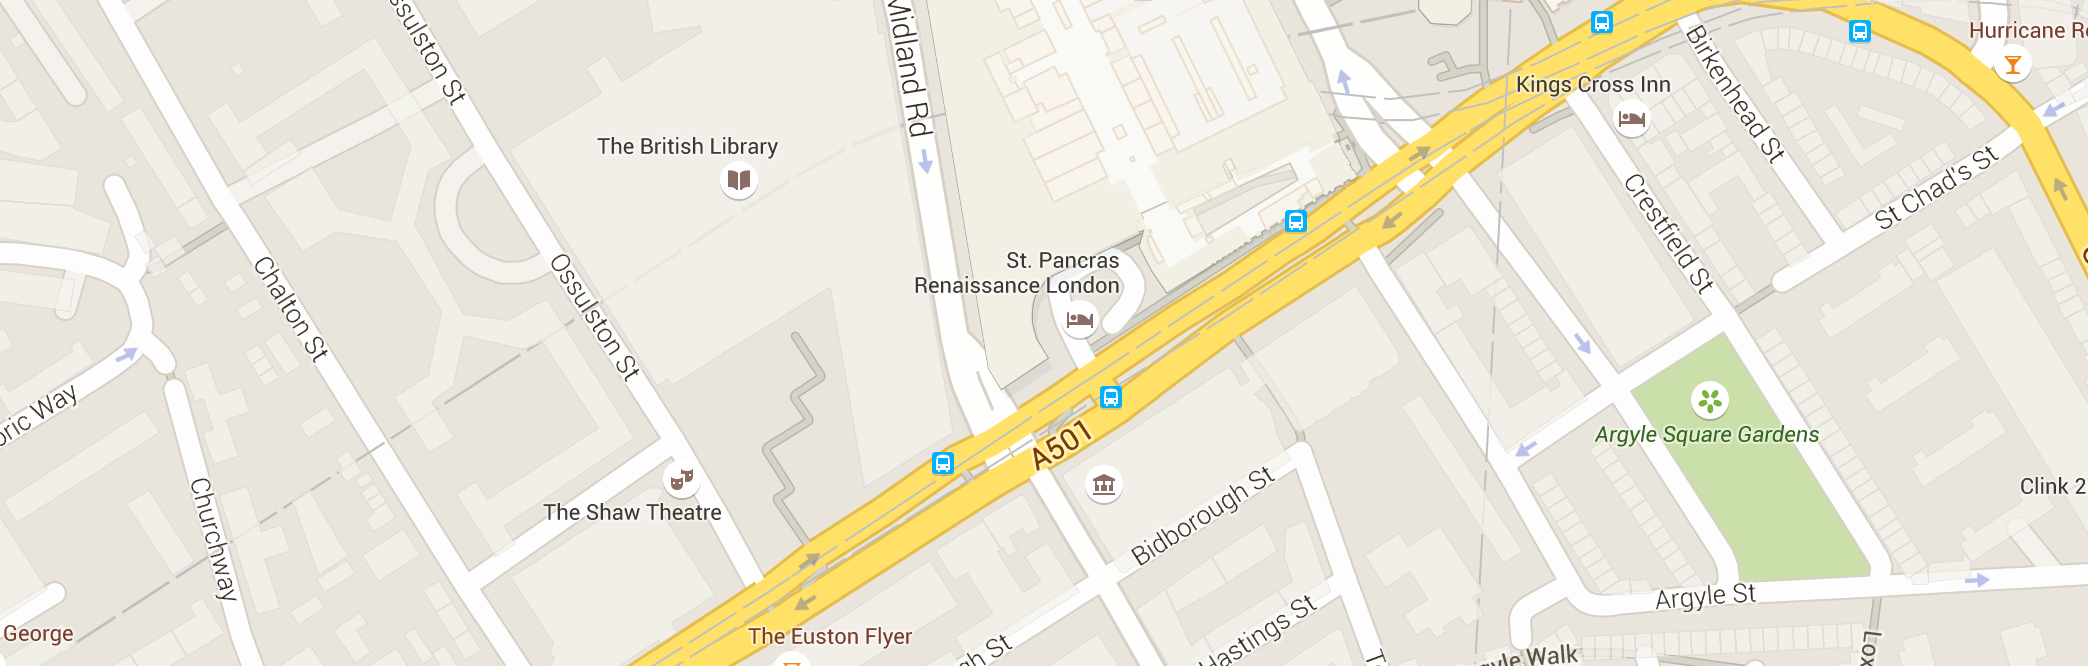 Ossulston St
Midland Rd
Hurricane
Kings Cross Inn
Birkenhead St
The British Library
St Chad's St
Crestfield St
St. Pancras
Renaissance London
Chalton St
Ossulston St
Argyle Square Gardens
Way
A501
Clink 2
The Shaw Theatre
Bidborough St
Churchway
Argyle St
George
The Euston Flyer
Hastings St
St
Walk